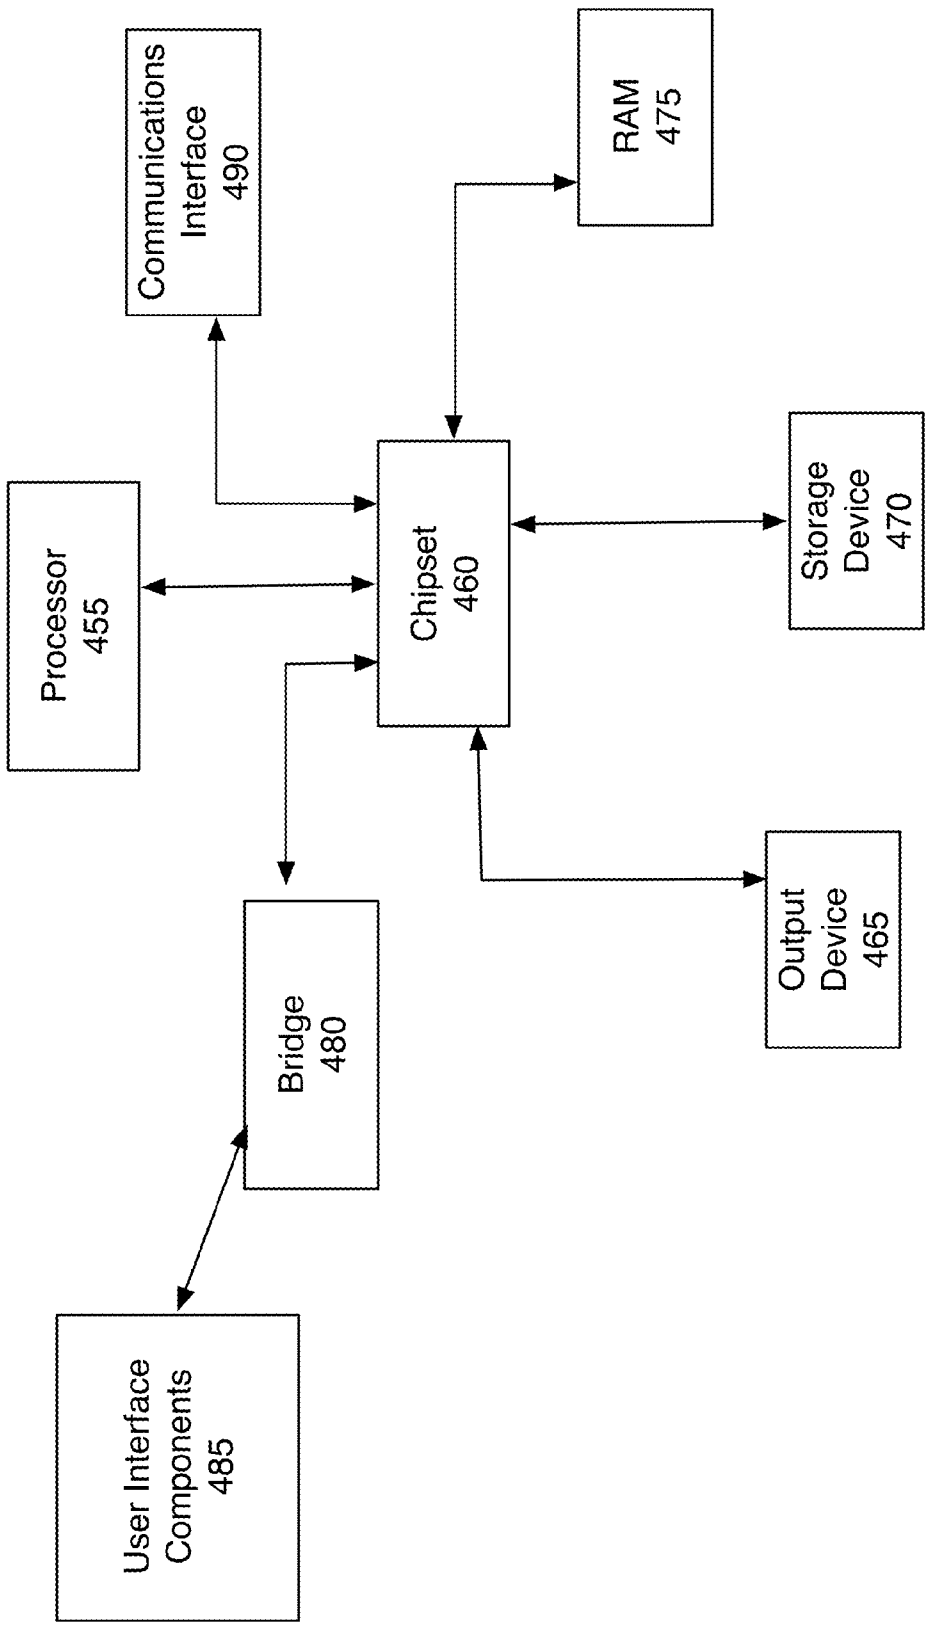 User Interface
Components
485
Bridge
480
Processor
455
Communications
Interface
490
Chipset
460
Output
Device
465
Storage
Device
470
RAM
475